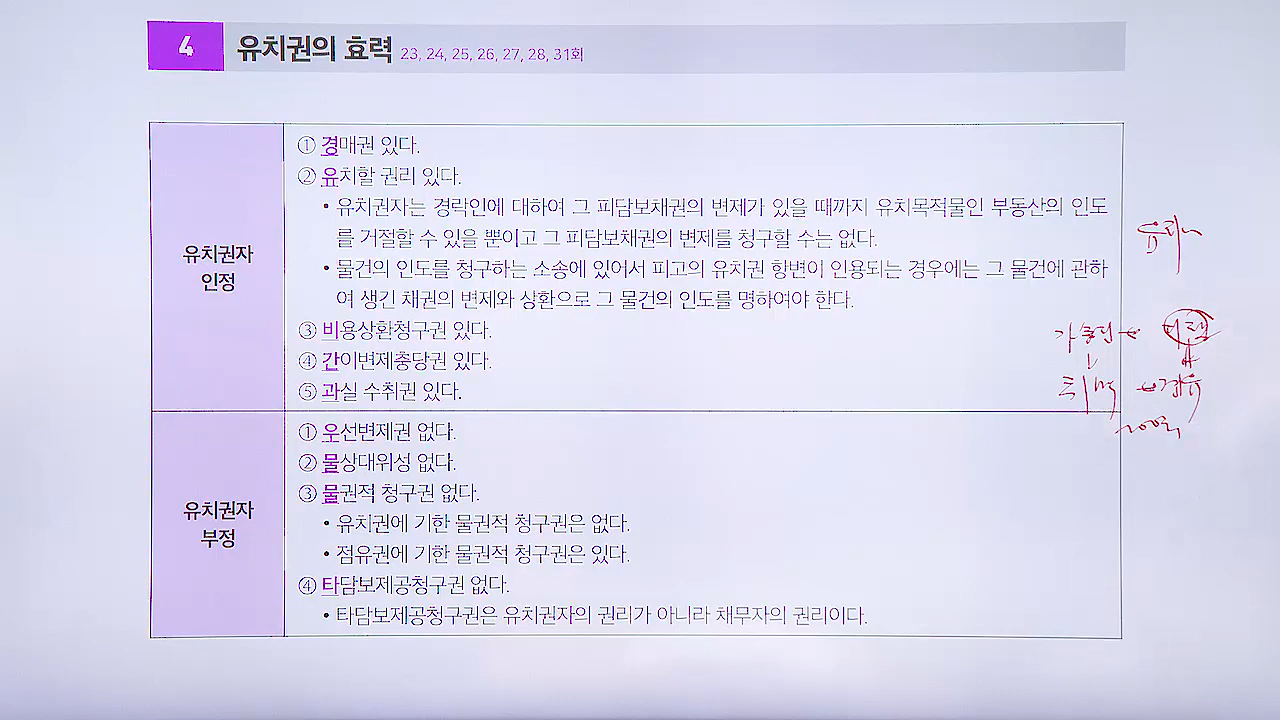 4 유치권의 효력 23, 24, 25, 26, 27, 28, 31회
유치권자
인정
① 경매권 있다.
② 유치할 권리 있다.
• 유치권자는 경락인에 대하여 그 피담보채권의 변제가 있을 때까지 유치목적물인 부동산의 인도
를 거절할 수 있을 뿐이고 그 피담보채권의 변제를 청구할 수는 없다.
• 물건의 인도를 청구하는 소송에 있어서 피고의 유치권 항변이 인용되는 경우에는 그 물건에 관하
여 생긴 채권의 변제와 상환으로 그 물건의 인도를 명하여야 한다.
③ 비용상환청구권 있다.
④ 간이변제충당권 있다.
⑤ 과실 수취권 있다.
유치권자
부정
① 우선변제권 없다.
② 물상대위성 없다.
③ 물권적 청구권 없다.
• 유치권에 기한 물권적 청구권은 없다.
• 점유권에 기한 물권적 청구권은 있다.
④ 타담보제공청구권 없다.
• 타담보제공청구권은 유치권자의 권리가 아니라 채무자의 권리이다.